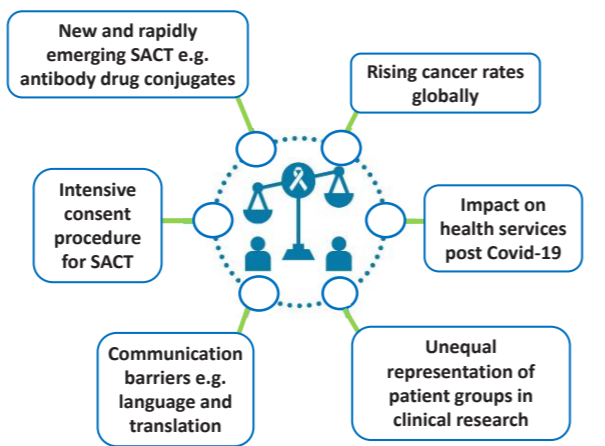 New and rapidly
emerging SACT e.g.
antibody drug conjugates
Rising cancer rates
globally
Intensive
consent
procedure
for SACT
Impact on
health services
post Covid-19
Communication
barriers e.g.
language and
translation
Unequal
representation of
patient groups in
clinical research